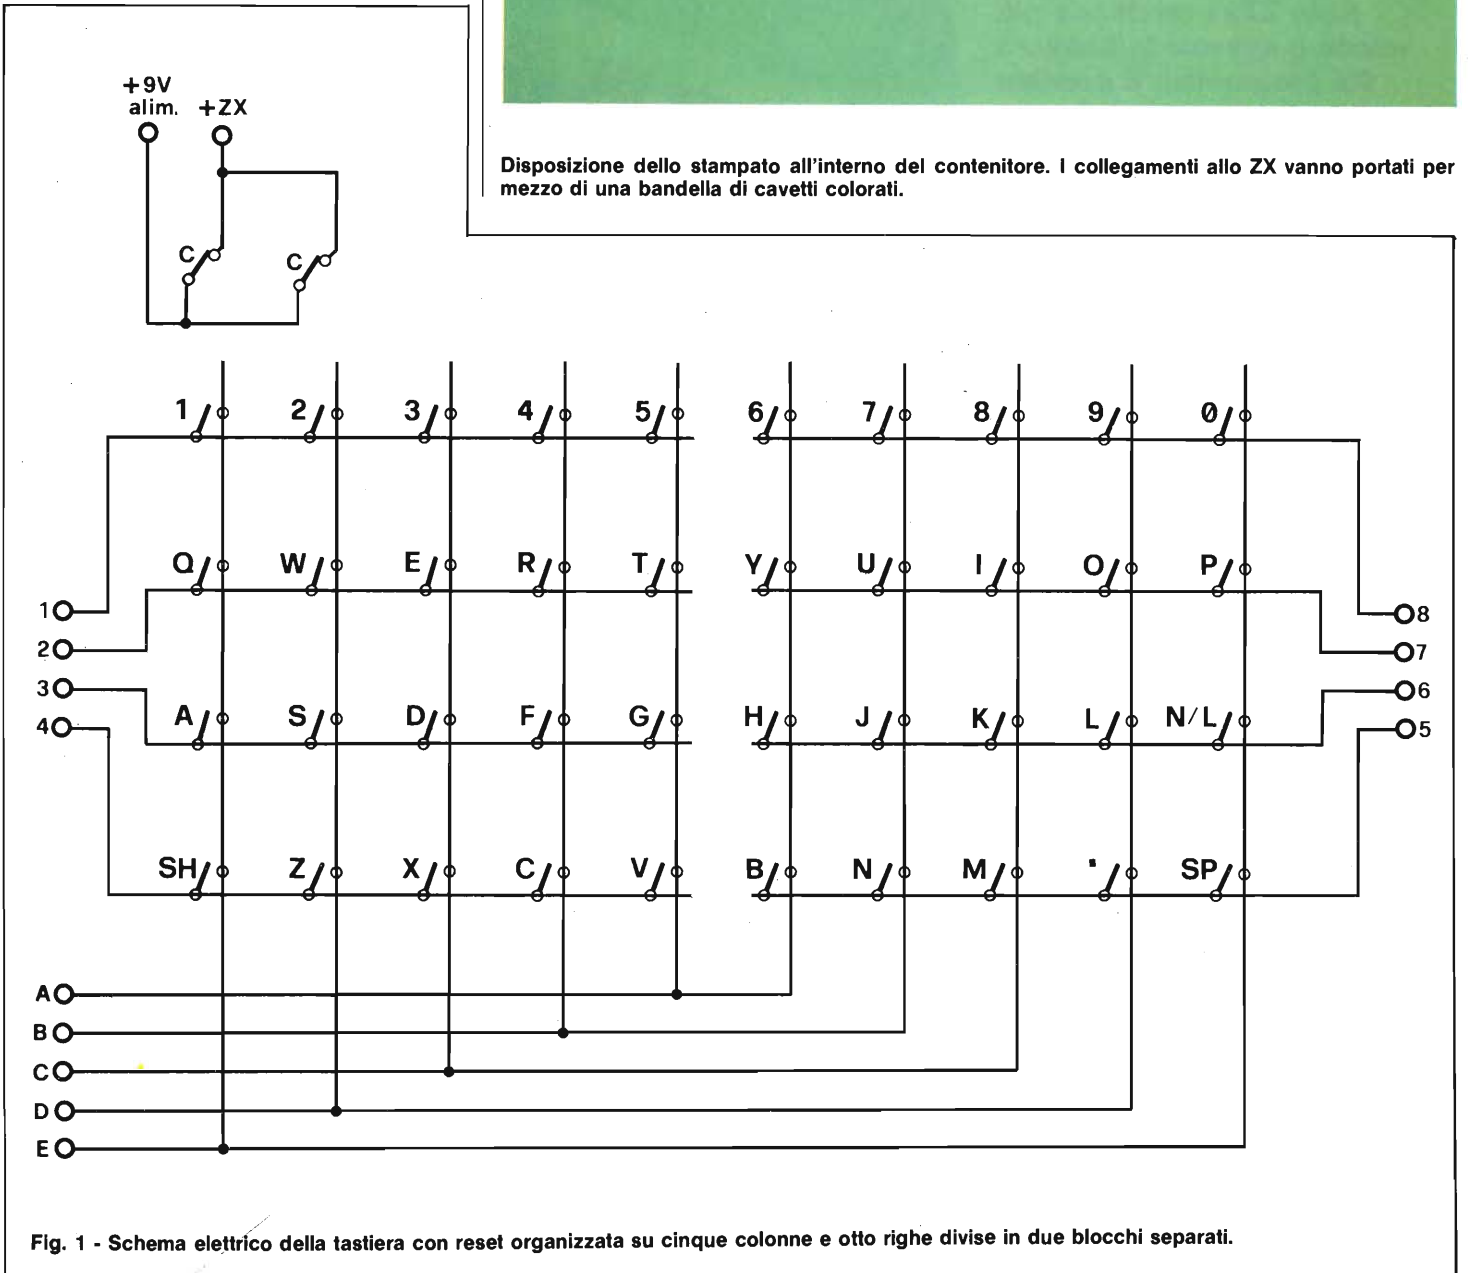 +9V
alim. +ZX
Disposizione dello stampato all'interno del contenitore. I collegamenti allo ZX vanno portati per
mezzo di una bandella di cavetti colorati.
C C
1 2 3 4 5 6 7 8 9 0
Q W E R T Y U I O P
1 8
2 7
3 6
4 5
A S D F G H J K L N/L
SH Z X C V B N M . SP
A
B
C
D
E
Fig. 1 - Schema elettrico della tastiera con reset organizzata su cinque colonne e otto righe divise in due blocchi separati.